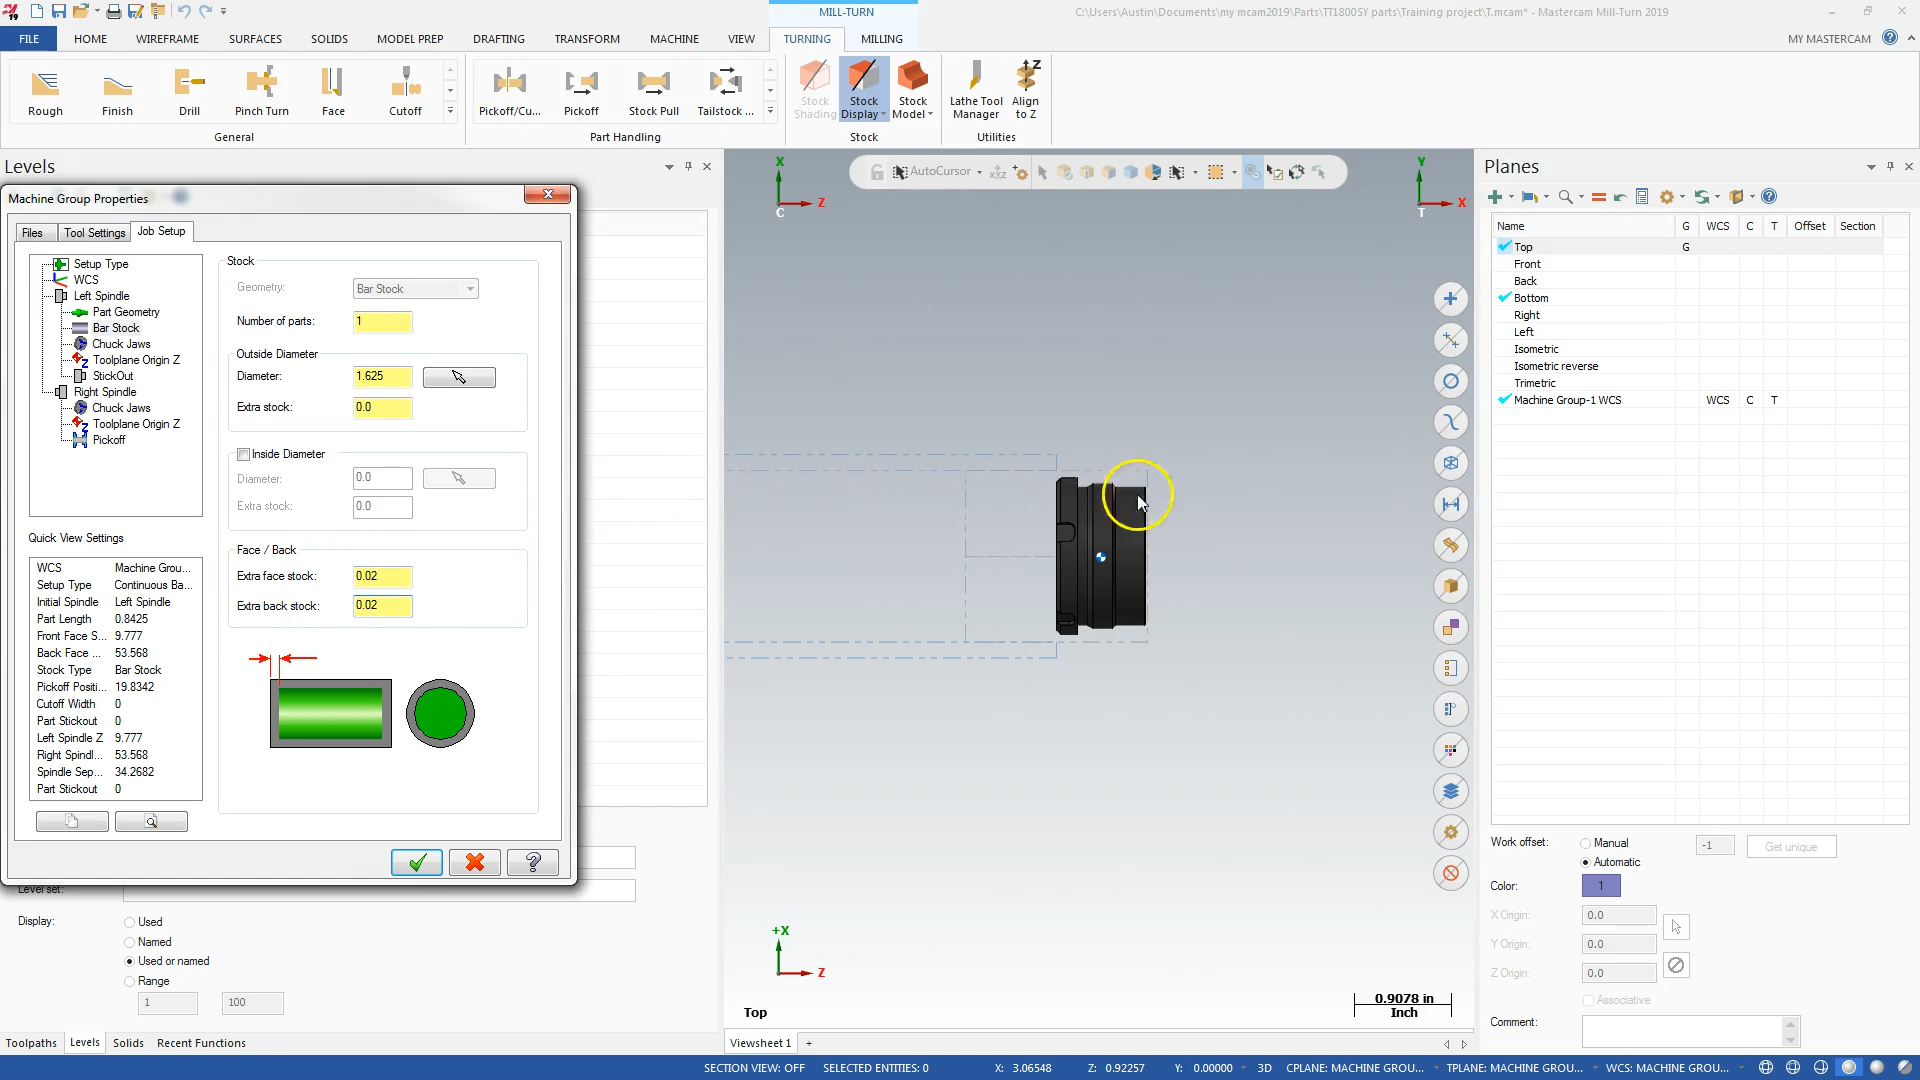 19
MILL-TURN
C:\Users\Austin\Documents\my mcam2019\Parts\TT1800SY parts\Training project\T.mcam* - Mastercam Mill-Turn 2019
FILE HOME WIREFRAME SURFACES SOLIDS MODEL PREP DRAFTING TRANSFORM MACHINE VIEW TURNING MILLING MY MASTERCAM
Rough Finish Drill Pinch Turn Face Cutoff
General
Pickoff/Cu... Pickoff Stock Pull Tailstock ...
Part Handling
Stock Shading
Stock Display
Stock Model
Stock
Lathe Tool Manager
Align to Z
Utilities
Levels
Machine Group Properties
Files Tool Settings Job Setup
Setup Type
WCS
Left Spindle
Part Geometry
Bar Stock
Chuck Jaws
Toolplane Origin Z
StickOut
Right Spindle
Chuck Jaws
Toolplane Origin Z
Pickoff
Quick View Settings
WCS Machine Grou...
Setup Type Continuous Ba...
Initial Spindle Left Spindle
Part Length 0.8425
Front Face S... 9.777
Back Face ... 53.568
Stock Type Bar Stock
Pickoff Positi... 19.8342
Cutoff Width 0
Part Stickout 0
Left Spindle Z 9.777
Right Spindl... 53.568
Spindle Sep... 34.2682
Part Stickout 0
Stock
Geometry: Bar Stock
Number of parts: 1
Outside Diameter
Diameter: 1.625
Extra stock: 0.0
Inside Diameter
Diameter: 0.0
Extra stock: 0.0
Face / Back
Extra face stock: 0.02
Extra back stock: 0.02
Level set:
Display:
Used
Named
Used or named
Range
1 100
Toolpaths Levels Solids Recent Functions
AutoCursor
X
Z
C
Y
X
T
+X
Z
Top
0.9078 in
Inch
Viewsheet 1 +
Planes
Name G WCS C T Offset Section
Top G
Front
Back
Bottom
Right
Left
Isometric
Isometric reverse
Trimetric
Machine Group-1 WCS WCS C T
Work offset:
Manual
Automatic
-1
Get unique
Color: 1
X Origin: 0.0
Y Origin: 0.0
Z Origin: 0.0
Associative
Comment:
SECTION VIEW: OFF SELECTED ENTITIES: 0 X: 3.06548 Z: 0.92257 Y: 0.00000 3D CPLANE: MACHINE GROU... TPLANE: MACHINE GROU... WCS: MACHINE GROU...